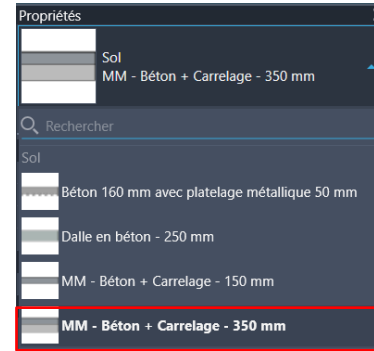 Propriétés
Sol
MM - Béton + Carrelage - 350 mm
Rechercher
Sol
Béton 160 mm avec platelage métallique 50 mm
Dalle en béton - 250 mm
MM - Béton + Carrelage - 150 mm
MM - Béton + Carrelage - 350 mm